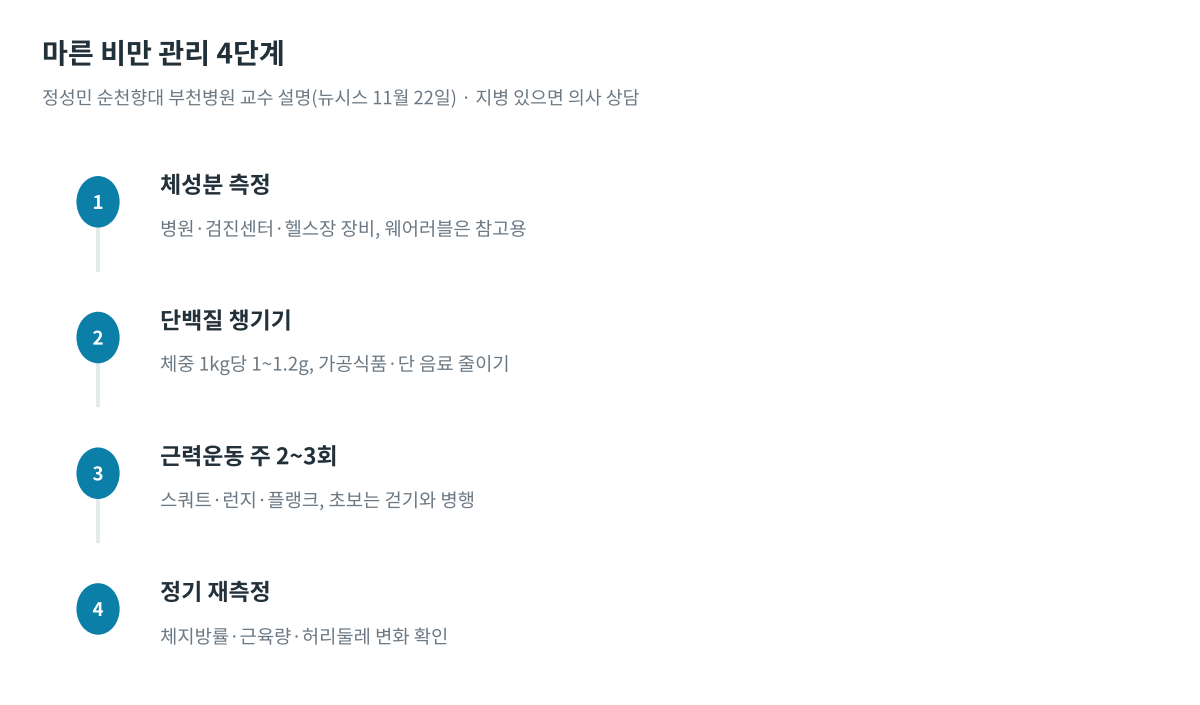 마른 비만 관리 4단계
정성민 순천향대 부천병원 교수 설명(뉴시스 11월 22일) · 지병 있으면 의사 상담
1
체성분 측정
병원·검진센터·헬스장 장비, 웨어러블은 참고용
2
단백질 챙기기
체중 1kg당 1~1.2g, 가공식품·단 음료 줄이기
3
근력운동 주 2~3회
스쿼트·런지·플랭크, 초보는 걷기와 병행
4
정기 재측정
체지방률·근육량·허리둘레 변화 확인